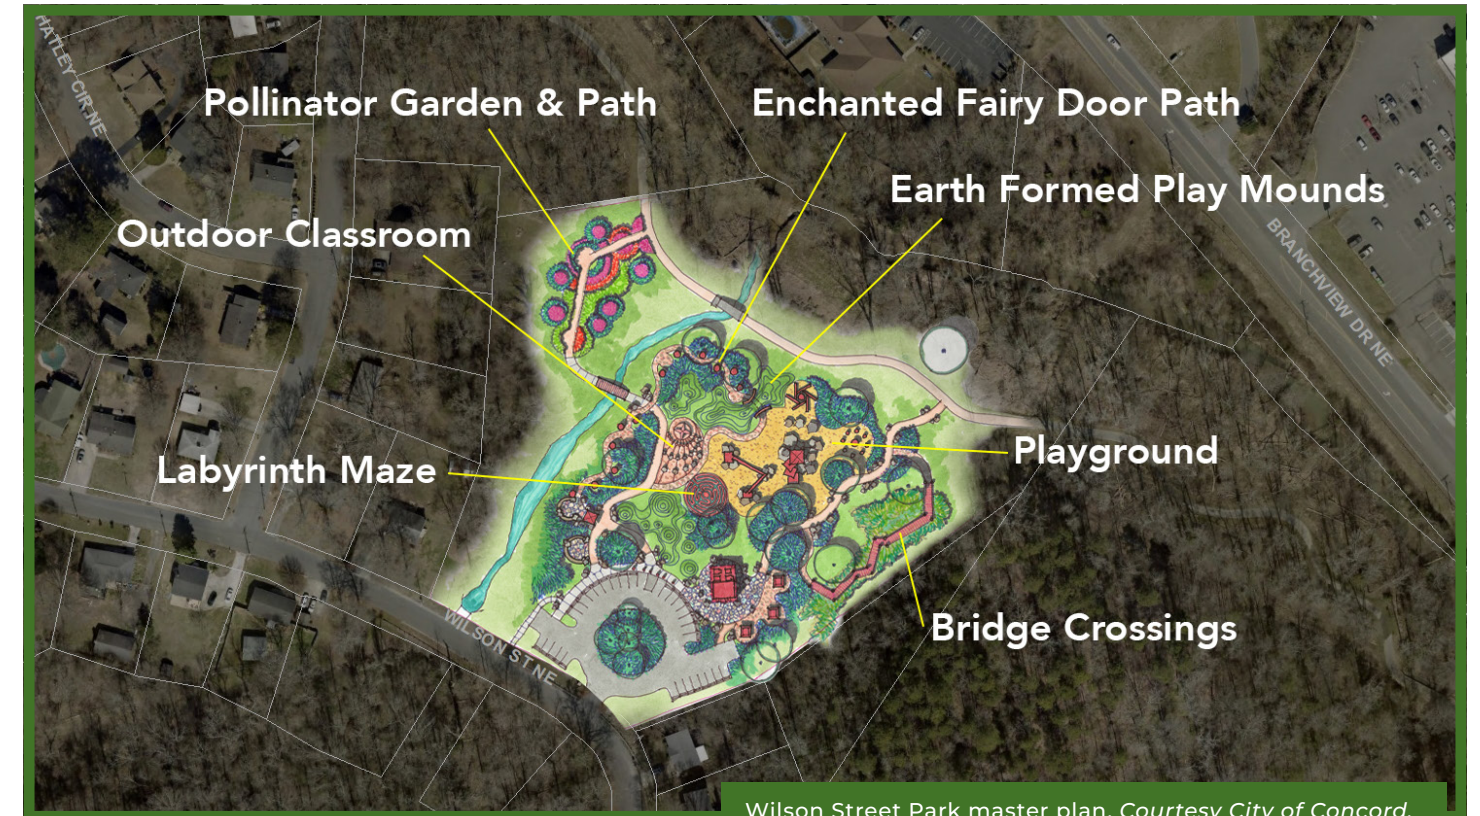 HATLEY CIR NE
Pollinator Garden & Path
Enchanted Fairy Door Path
Earth Formed Play Mounds
Outdoor Classroom
BRANCHVIEW DR NE
Labyrinth Maze
Playground
Bridge Crossings
WILSON ST NE
Wilson Street Park master plan. Courtesy City of Concord.